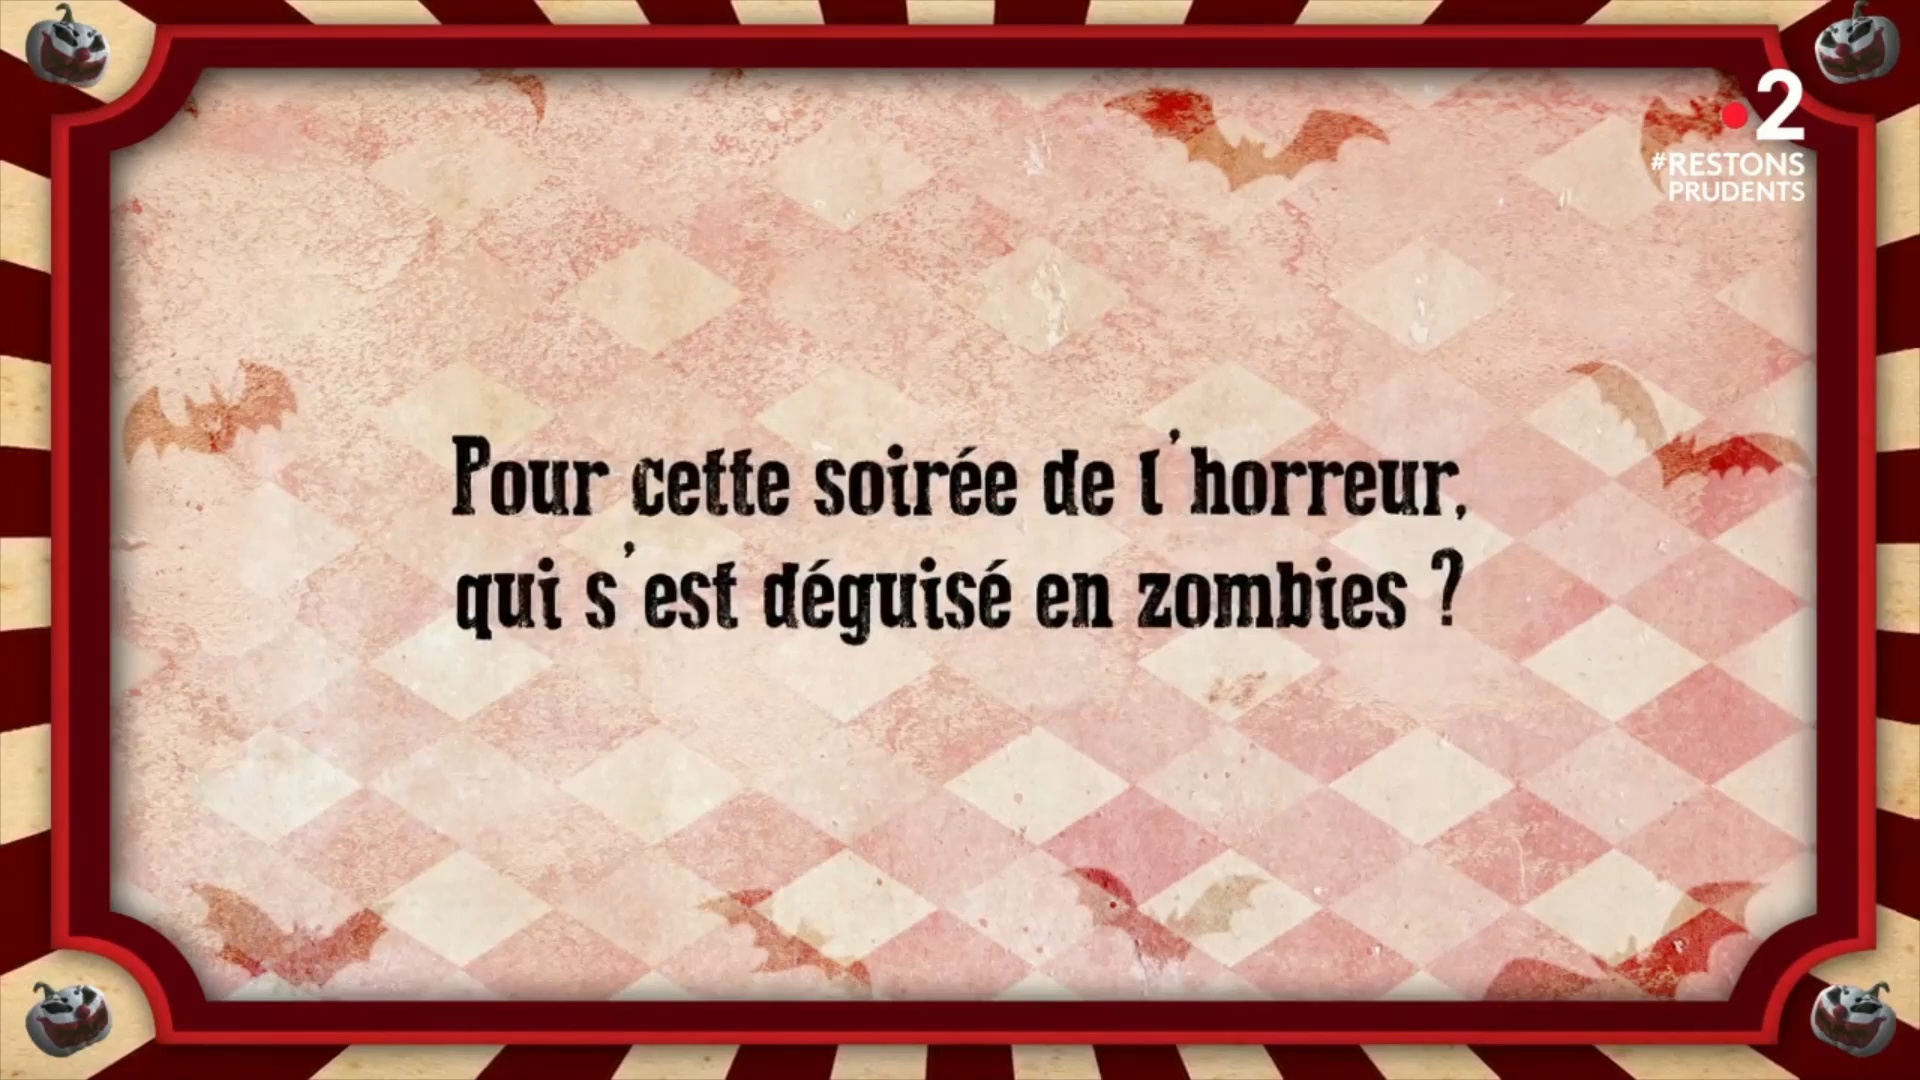 2
#RESTONS
PRUDENTS
Pour cette soirée de l'horreur,
qui s'est déguisé en zombies ?